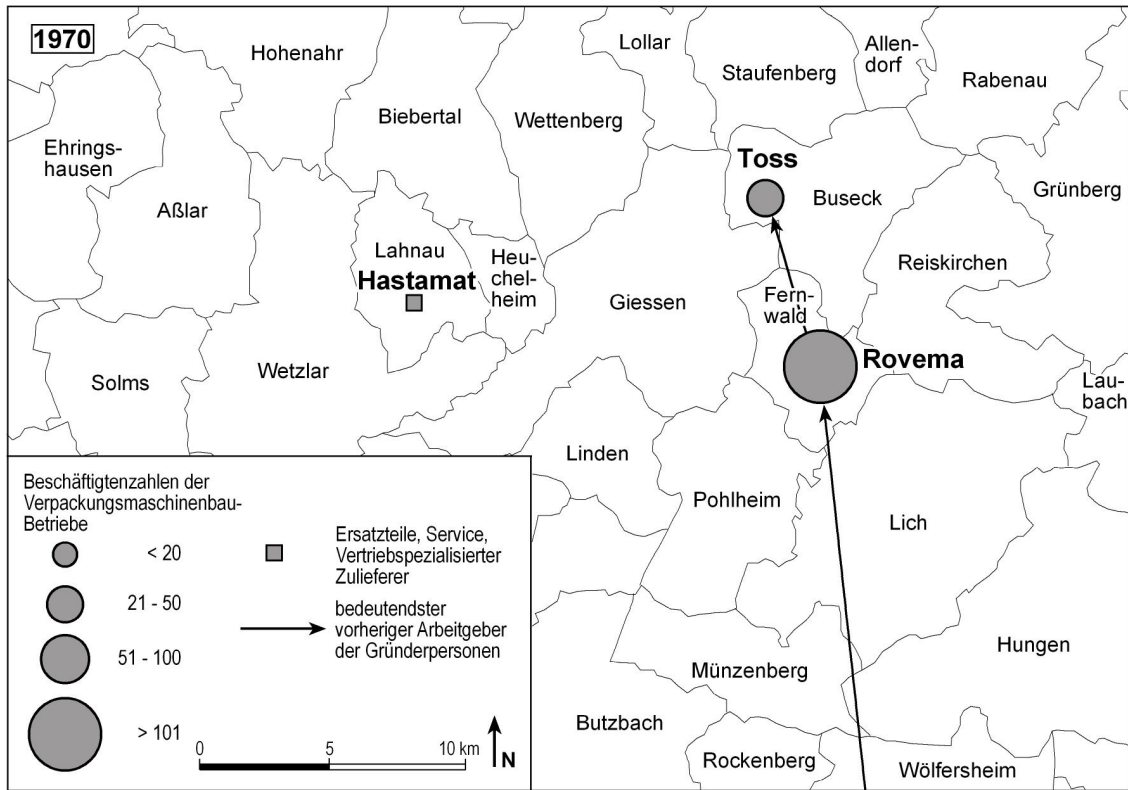 1970
Hohenahr
Lollar
Staufenberg
Allen-
dorf
Rabenau
Biebertal
Wettenberg
Ehrings-
hausen
Toss
Buseck
Grünberg
Aßlar
Lahnau
Hastamat
Heu-
chel-
heim
Giessen
Fern-
wald
Reiskirchen
Rovema
Solms
Wetzlar
Lau-
bach
Linden
Pohlheim
Lich
Hungen
Münzenberg
Butzbach
Rockenberg
Wölfersheim
Beschäftigtenzahlen der
Verpackungsmaschinenbau-
Betriebe
< 20
21 - 50
51 - 100
> 101
Ersatzteile, Service,
Vertriebspezialisierter
Zulieferer
bedeutendster
vorheriger Arbeitgeber
der Gründerpersonen
0
5
10 km
N